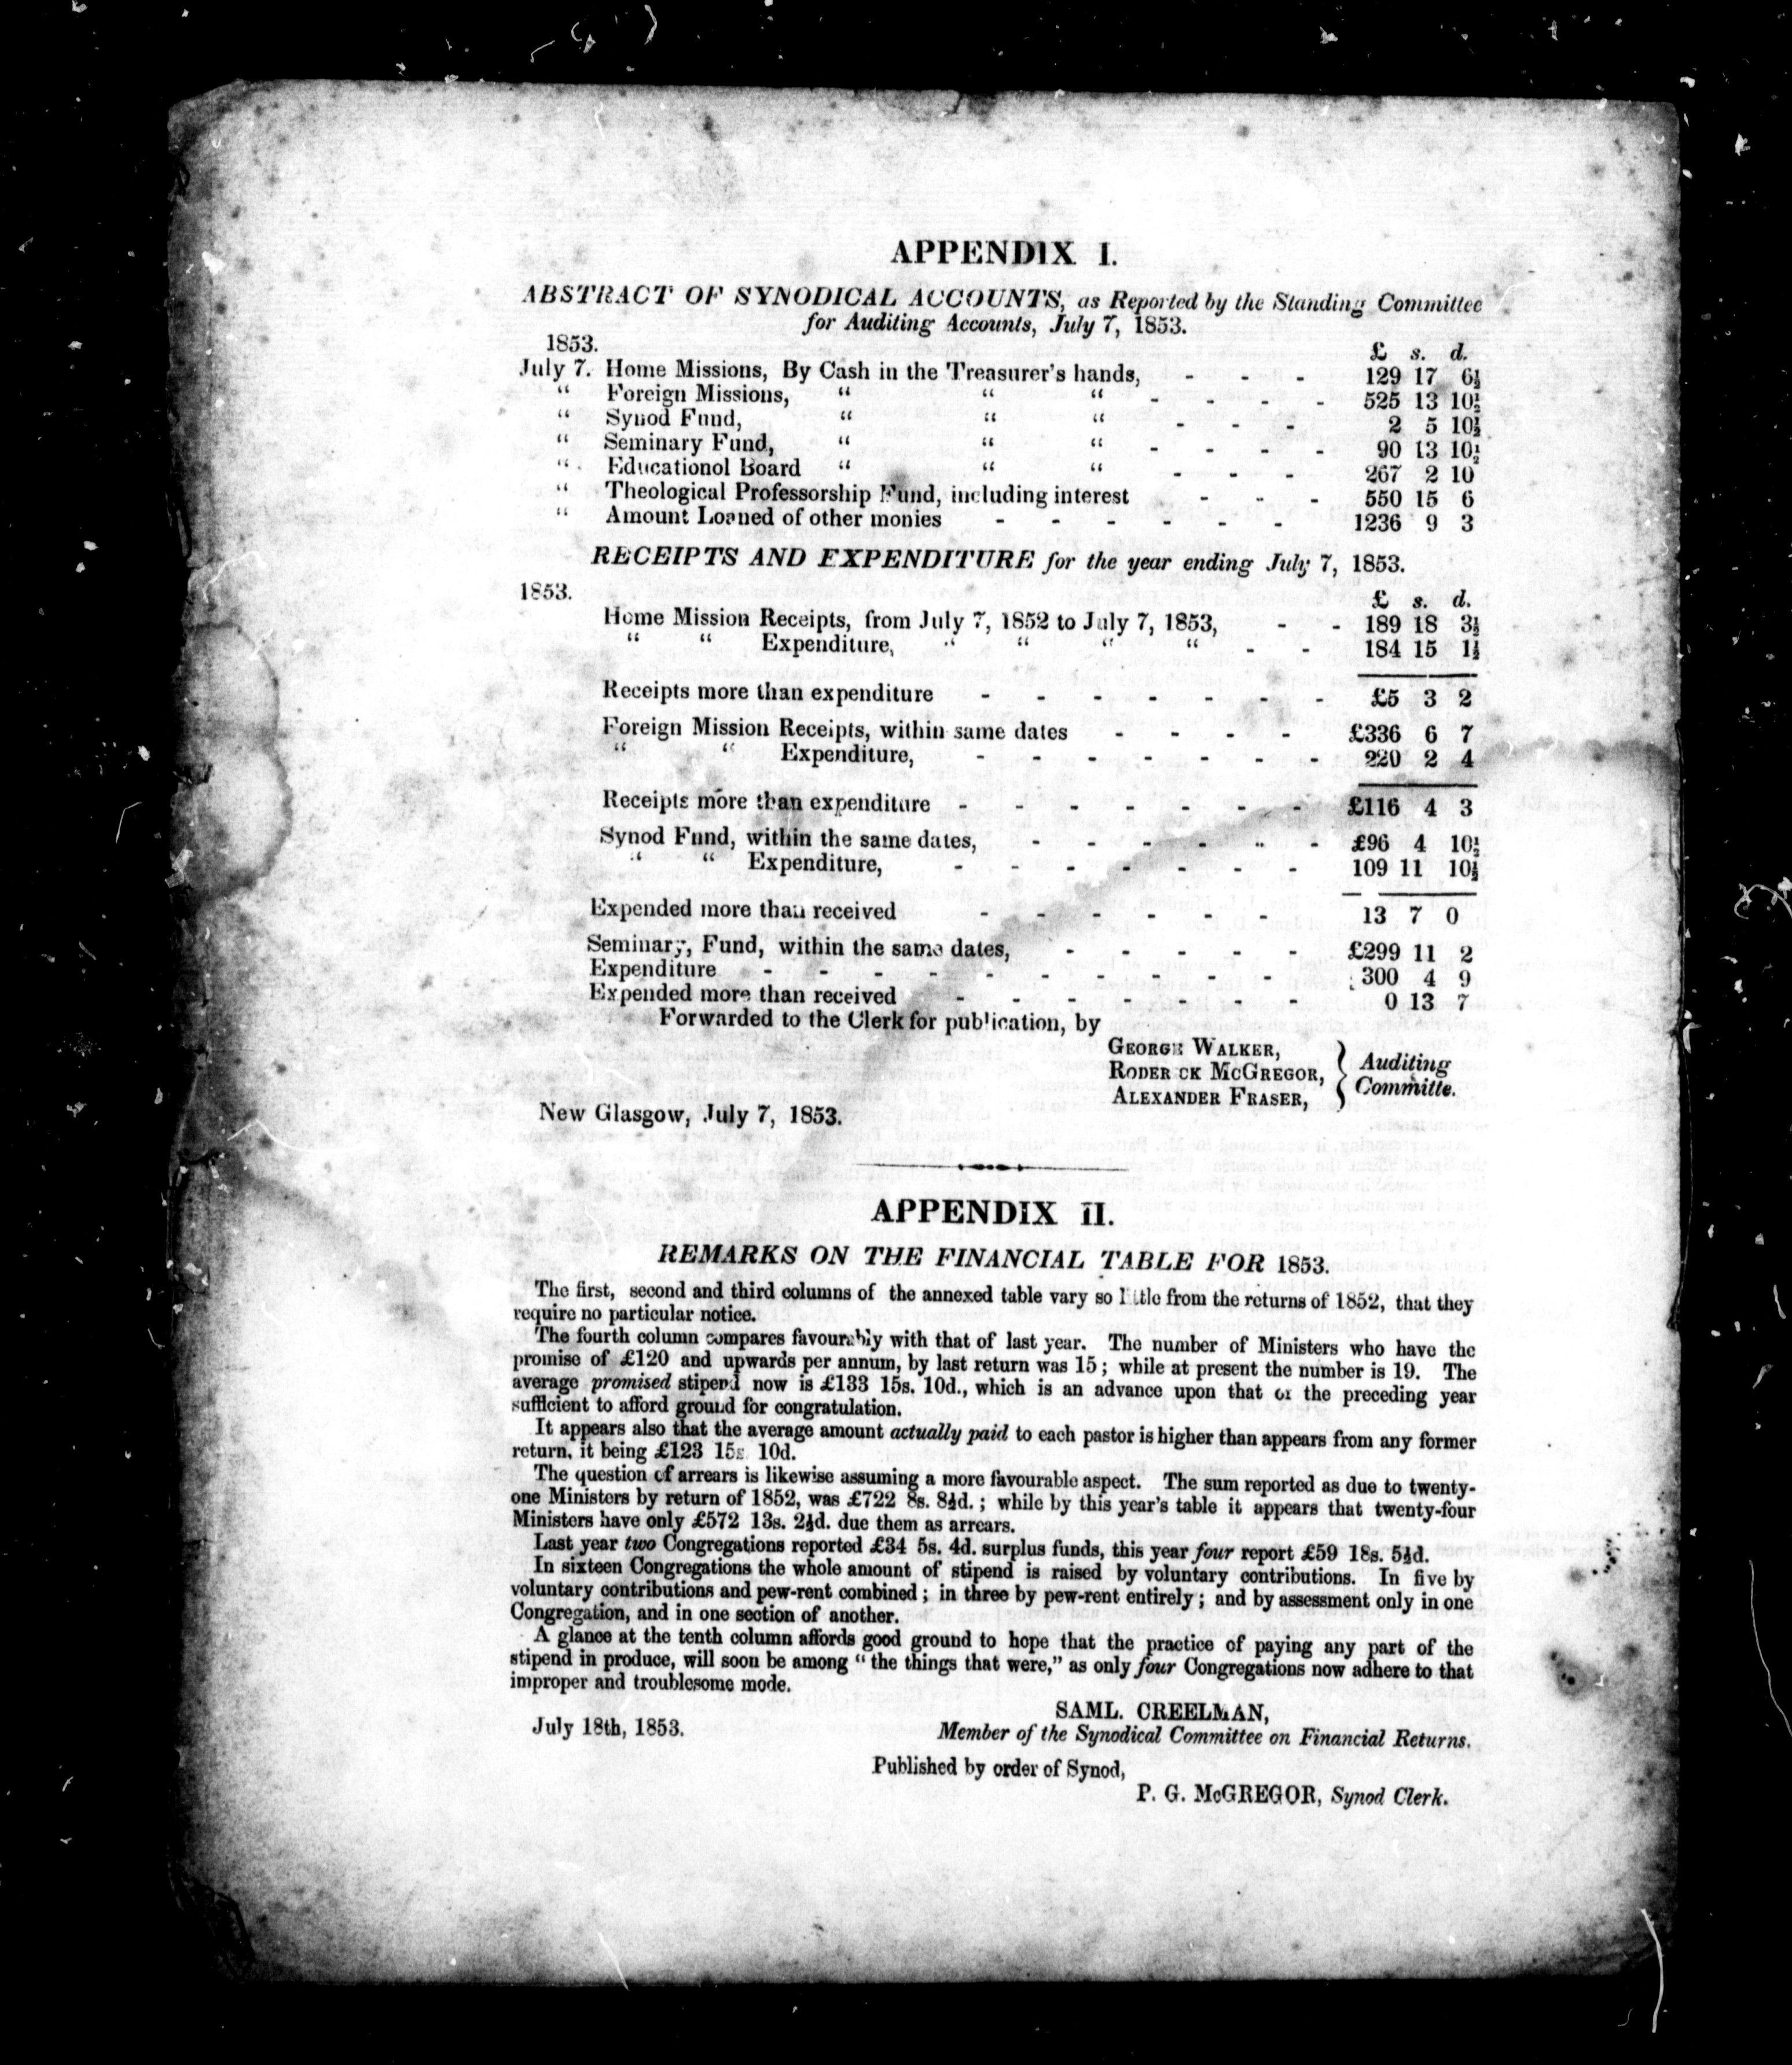 APPENDIX I.
ABSTRACT OF SYNODICAL ACCOUNTS, as Reported by the Standing Committee
for Auditing Accounts, July 7, 1853.
1853. £ s. d.
July 7. Home Missions, By Cash in the Treasurer's hands, - - - 129 17 6½
“ Foreign Missions, “ “ “ - - - - 525 13 10½
“ Synod Fund, “ “ “ - - - 2 5 10½
“ Seminary Fund, “ “ “ - - - - 90 13 10½
“ Educationol Board “ “ “ - - - 267 2 10
“ Theological Professorship Fund, including interest - - - 550 15 6
“ Amount Loaned of other monies - - - - - - 1236 9 3
RECEIPTS AND EXPENDITURE for the year ending July 7, 1853.
1853. £ s. d.
Home Mission Receipts, from July 7, 1852 to July 7, 1853, - - 189 18 3½
“ “ Expenditure, “ “ “ “ - - 184 15 1½
Receipts more than expenditure - - - - - - - £5 3 2
Foreign Mission Receipts, within same dates - - - - £336 6 7
“ “ Expenditure, - - - - - - - 220 2 4
Receipts more than expenditure - - - - - - - £116 4 3
Synod Fund, within the same dates, - - - - - - £96 4 10½
“ “ Expenditure, - - - - - - - 109 11 10½
Expended more than received - - - - - - 13 7 0
Seminary, Fund, within the same dates, - - - - - £299 11 2
Expenditure - - - - - - - - - - 300 4 9
Expended more than received - - - - - - - 0 13 7
Forwarded to the Clerk for publication, by
GEORGE WALKER,
RODER CK MCGREGOR, } Auditing
ALEXANDER FRASER, Committe.
New Glasgow, July 7, 1853.
APPENDIX II.
REMARKS ON THE FINANCIAL TABLE FOR 1853.
The first, second and third columns of the annexed table vary so little from the returns of 1852, that they
require no particular notice.
The fourth column compares favourably with that of last year. The number of Ministers who have the
promise of £120 and upwards per annum, by last return was 15; while at present the number is 19. The
average promised stipend now is £133 15s. 10d., which is an advance upon that of the preceding year
sufficient to afford ground for congratulation.
It appears also that the average amount actually paid to each pastor is higher than appears from any former
return, it being £123 15s 10d.
The question of arrears is likewise assuming a more favourable aspect. The sum reported as due to twenty-
one Ministers by return of 1852, was £722 8s. 8½d.; while by this year's table it appears that twenty-four
Ministers have only £572 13s. 2½d. due them as arrears.
Last year two Congregations reported £34 5s. 4d. surplus funds, this year four report £59 18s. 5½d.
In sixteen Congregations the whole amount of stipend is raised by voluntary contributions. In five by
voluntary contributions and pew-rent combined; in three by pew-rent entirely; and by assessment only in one
Congregation, and in one section of another.
A glance at the tenth column affords good ground to hope that the practice of paying any part of the
stipend in produce, will soon be among “the things that were,” as only four Congregations now adhere to that
improper and troublesome mode.
SAML. CREELMAN,
July 18th, 1853. Member of the Synodical Committee on Financial Returns.
Published by order of Synod,
P. G. McGREGOR, Synod Clerk.